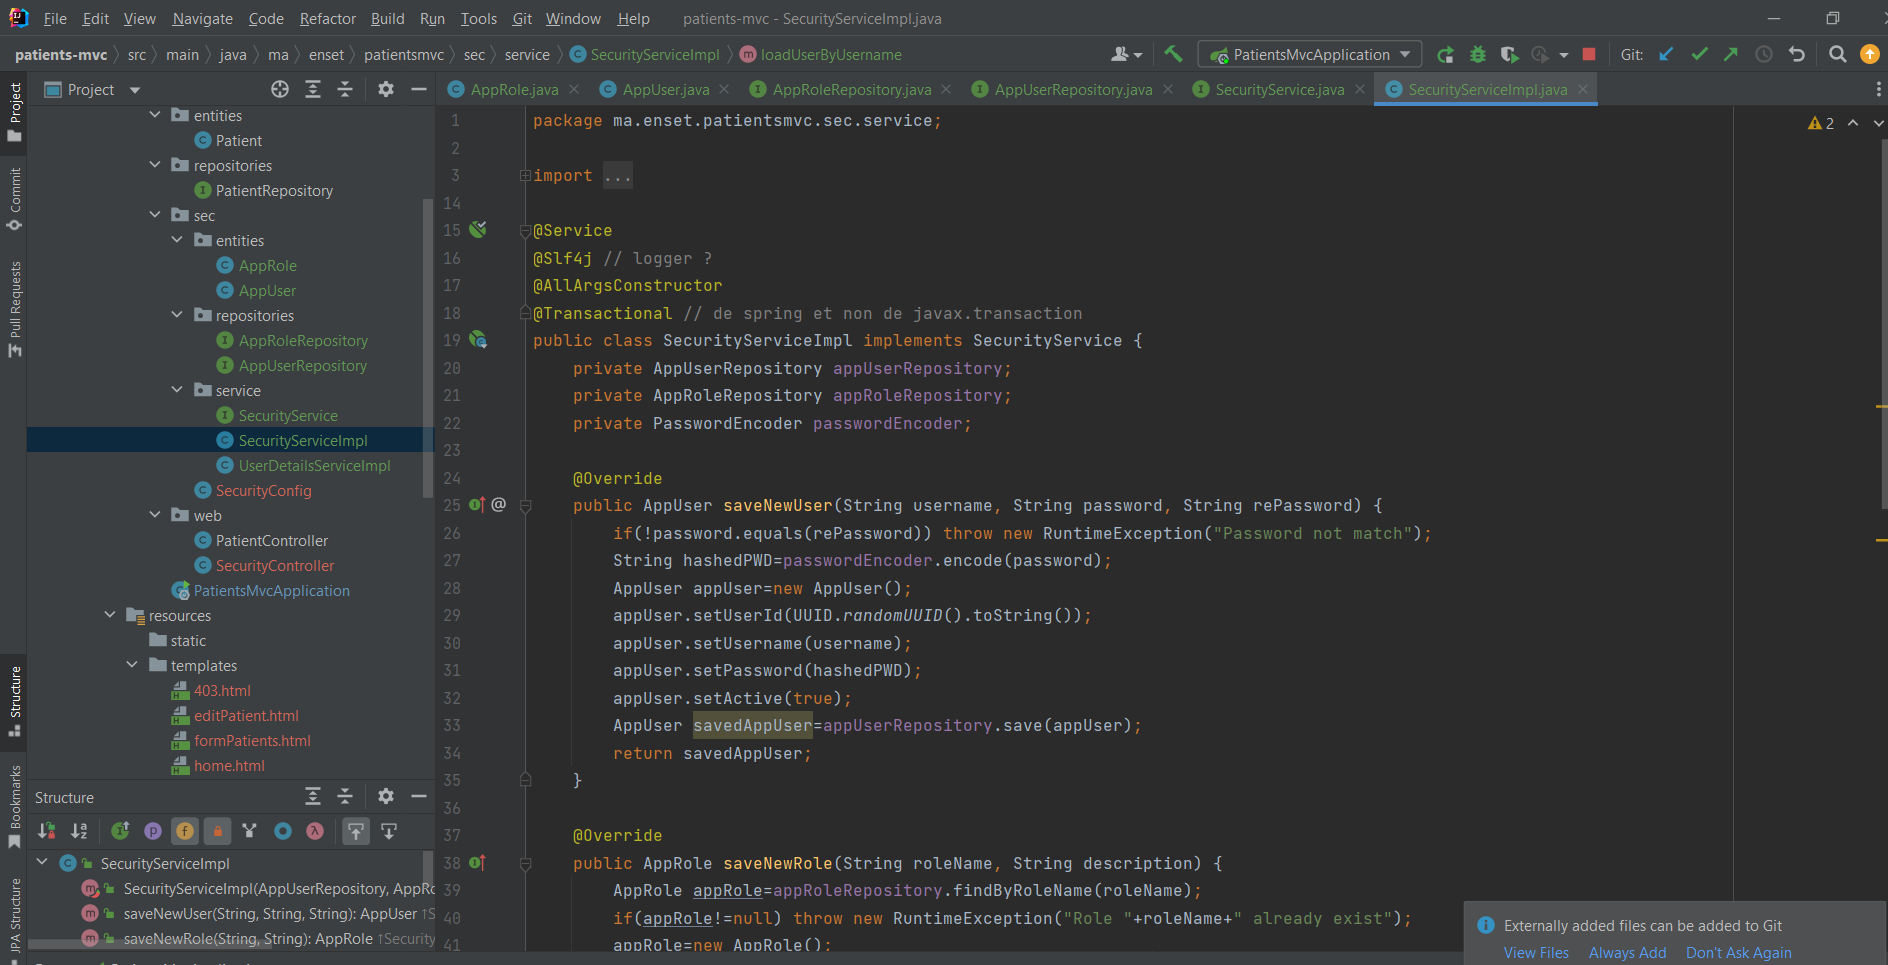 File Edit View Navigate Code Refactor Build Run Tools Git Window Help patients-mvc - SecurityServiceImpl.java
patients-mvc src main java ma enset patientsmvc sec service SecurityServiceImpl loadUserByUsername PatientsMvcApplication Git:
Project
AppRole.java AppUser.java AppRoleRepository.java AppUserRepository.java SecurityService.java SecurityServiceImpl.java
Project
Commit
Pull Requests
Structure
Bookmarks
JPA Structure
entities
Patient
repositories
PatientRepository
sec
entities
AppRole
AppUser
repositories
AppRoleRepository
AppUserRepository
service
SecurityService
SecurityServiceImpl
UserDetailsServiceImpl
SecurityConfig
web
PatientController
SecurityController
PatientsMvcApplication
resources
static
templates
403.html
editPatient.html
formPatients.html
home.html
Structure
SecurityServiceImpl
SecurityServiceImpl(AppUserRepository, AppRo
saveNewUser(String, String, String): AppUser ↑S
saveNewRole(String, String): AppRole ↑Security
2
1 package ma.enset.patientsmvc.sec.service;
2
3 import ...
14
15 @Service
16 @Slf4j // logger ?
17 @AllArgsConstructor
18 @Transactional // de spring et non de javax.transaction
19 public class SecurityServiceImpl implements SecurityService {
20 private AppUserRepository appUserRepository;
21 private AppRoleRepository appRoleRepository;
22 private PasswordEncoder passwordEncoder;
23
24 @Override
25 public AppUser saveNewUser(String username, String password, String rePassword) {
26 if(!password.equals(rePassword)) throw new RuntimeException("Password not match");
27 String hashedPWD=passwordEncoder.encode(password);
28 AppUser appUser=new AppUser();
29 appUser.setUserId(UUID.randomUUID().toString());
30 appUser.setUsername(username);
31 appUser.setPassword(hashedPWD);
32 appUser.setActive(true);
33 AppUser savedAppUser=appUserRepository.save(appUser);
34 return savedAppUser;
35 }
36
37 @Override
38 public AppRole saveNewRole(String roleName, String description) {
39 AppRole appRole=appRoleRepository.findByRoleName(roleName);
40 if(appRole!=null) throw new RuntimeException("Role "+roleName+" already exist");
41 appRole=new AppRole();
Externally added files can be added to Git
View Files Always Add Don't Ask Again